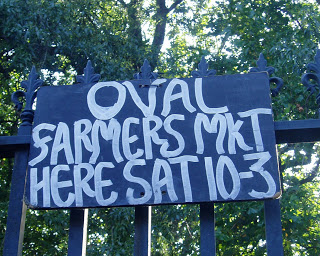 OVAL
FARMERS MKT
HERE SAT 10-3